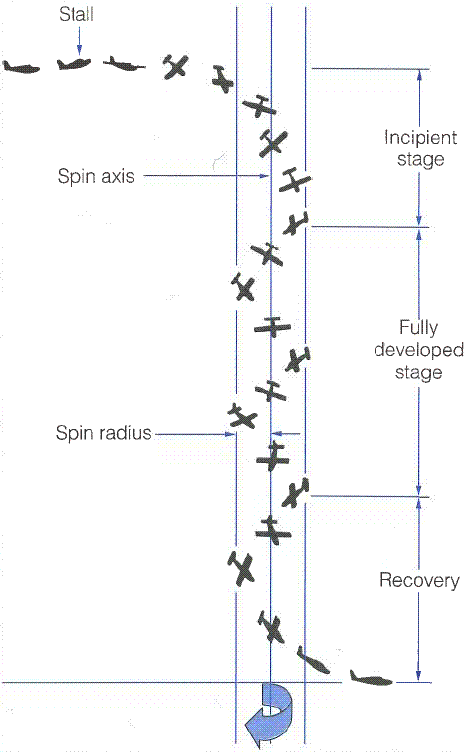 Stall
Incipient
stage
Spin axis
Fully
developed
stage
Spin radius
Recovery